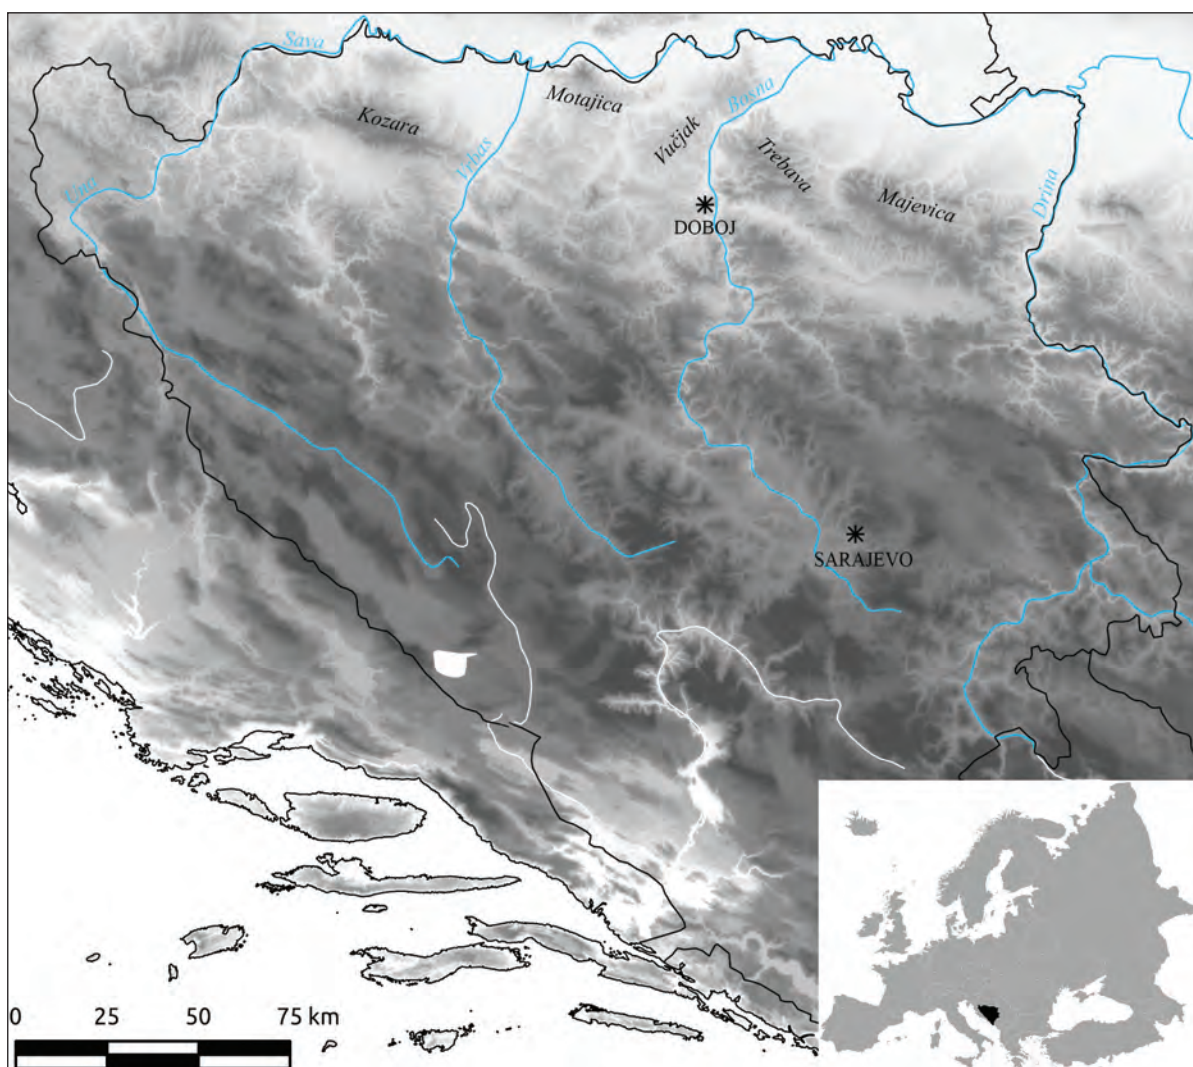 Sava
Motajica
Bosna
Kozara
Vučjak
Vrbas
Trebava
Una
Majevica
Drina
DOBOJ
SARAJEVO
0 25 50 75 km